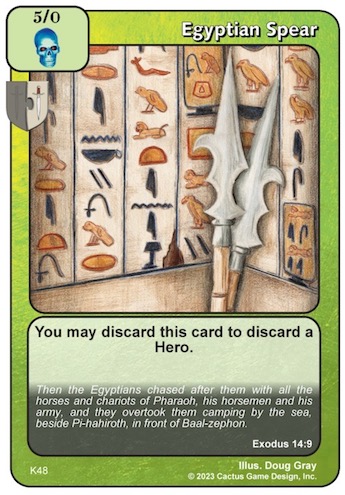 5/0
Egyptian Spear
You may discard this card to discard a
Hero.
Then the Egyptians chased after them with all the
horses and chariots of Pharaoh, his horsemen and his
army, and they overtook them camping by the sea,
beside Pi-hahiroth, in front of Baal-zephon.
Exodus 14:9
K48
Illus. Doug Gray
© 2023 Cactus Game Design, Inc.